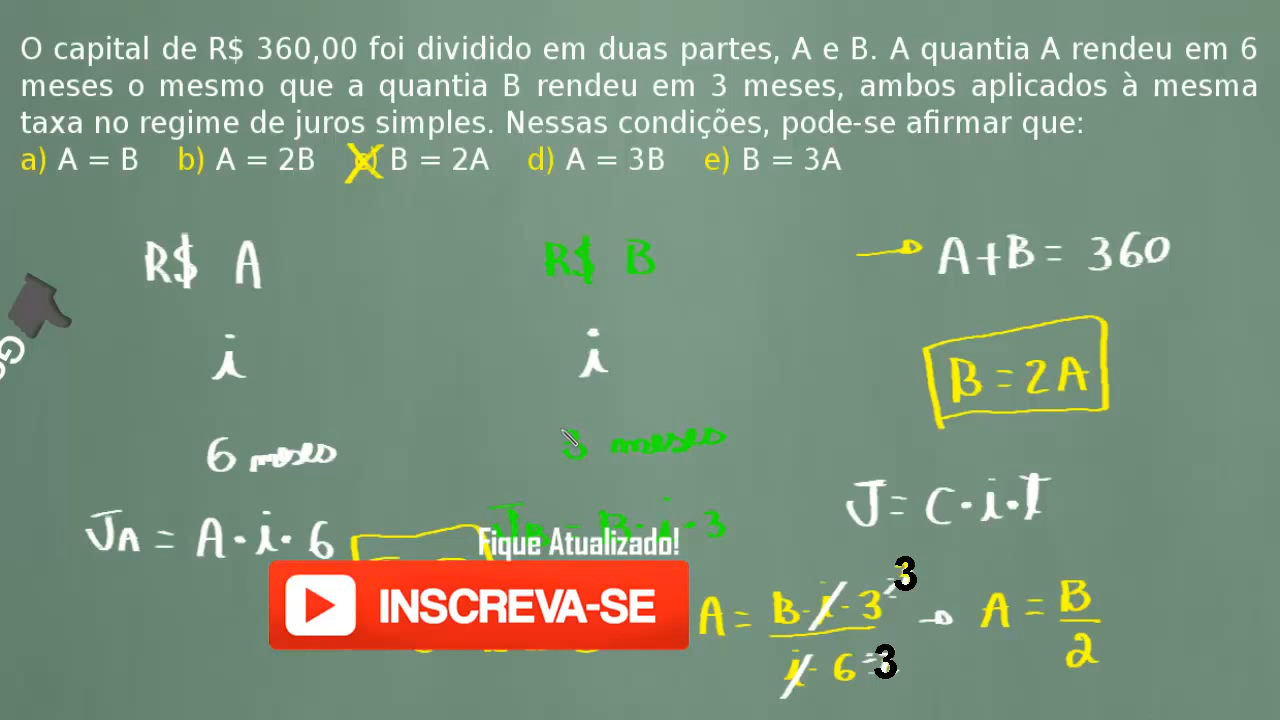 O capital de R$ 360,00 foi dividido em duas partes, A e B. A quantia A rendeu em 6
meses o mesmo que a quantia B rendeu em 3 meses, ambos aplicados à mesma
taxa no regime de juros simples. Nessas condições, pode-se afirmar que:
a) A = B b) A = 2B c) B = 2A d) A = 3B e) B = 3A
R$ A R$ B A+B = 360
i i B = 2A
6 meses 3 meses
J = C·i·t
JA = A·i·6 JB = B·i·3
Fique Atualizado!
INSCREVA-SE
A = B·i·3 3
i·6 3
A = B
2